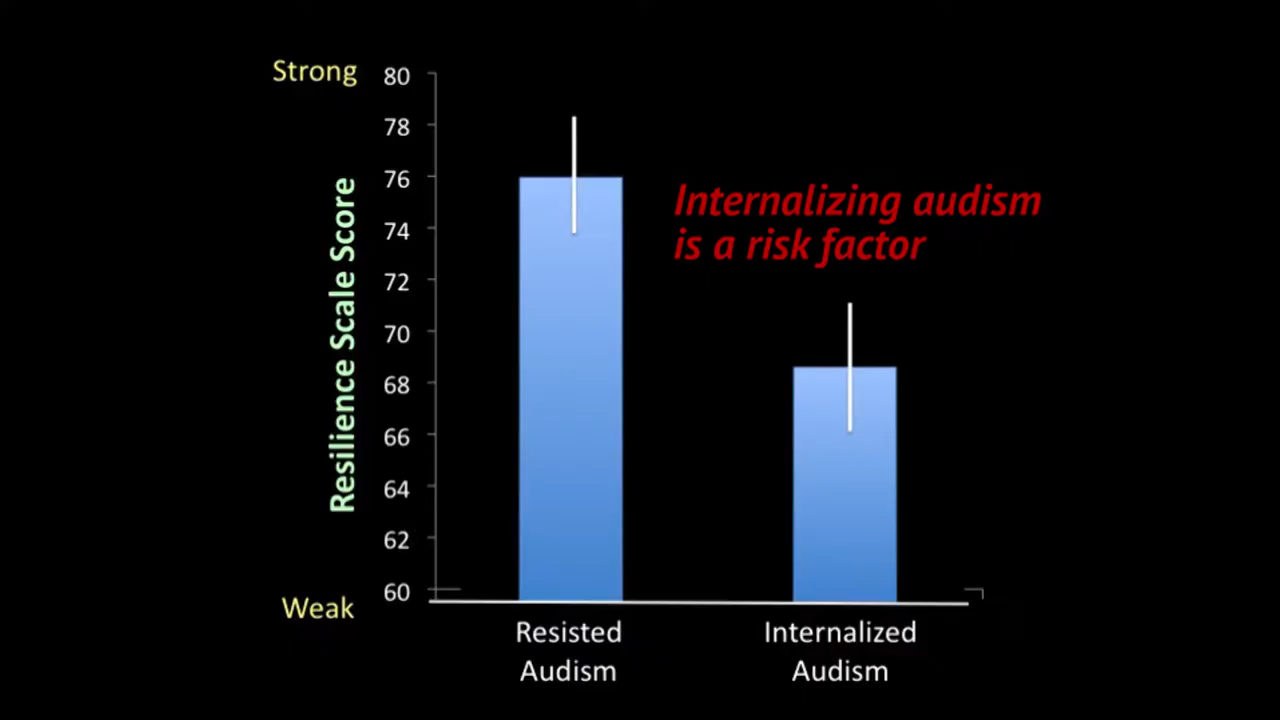 Strong
80
78
76
74
72
70
68
66
64
62
60
Weak
Resilience Scale Score
Internalizing audism
is a risk factor
Resisted
Audism
Internalized
Audism